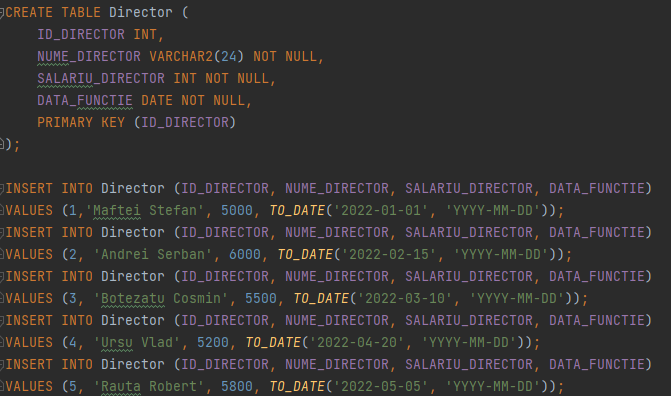 CREATE TABLE Director (
ID_DIRECTOR INT,
NUME_DIRECTOR VARCHAR2(24) NOT NULL,
SALARIU_DIRECTOR INT NOT NULL,
DATA_FUNCTIE DATE NOT NULL,
PRIMARY KEY (ID_DIRECTOR)
);
INSERT INTO Director (ID_DIRECTOR, NUME_DIRECTOR, SALARIU_DIRECTOR, DATA_FUNCTIE)
VALUES (1,'Maftei Stefan', 5000, TO_DATE('2022-01-01', 'YYYY-MM-DD'));
INSERT INTO Director (ID_DIRECTOR, NUME_DIRECTOR, SALARIU_DIRECTOR, DATA_FUNCTIE)
VALUES (2, 'Andrei Serban', 6000, TO_DATE('2022-02-15', 'YYYY-MM-DD'));
INSERT INTO Director (ID_DIRECTOR, NUME_DIRECTOR, SALARIU_DIRECTOR, DATA_FUNCTIE)
VALUES (3, 'Botezatu Cosmin', 5500, TO_DATE('2022-03-10', 'YYYY-MM-DD'));
INSERT INTO Director (ID_DIRECTOR, NUME_DIRECTOR, SALARIU_DIRECTOR, DATA_FUNCTIE)
VALUES (4, 'Ursu Vlad', 5200, TO_DATE('2022-04-20', 'YYYY-MM-DD'));
INSERT INTO Director (ID_DIRECTOR, NUME_DIRECTOR, SALARIU_DIRECTOR, DATA_FUNCTIE)
VALUES (5, 'Rauta Robert', 5800, TO_DATE('2022-05-05', 'YYYY-MM-DD'));